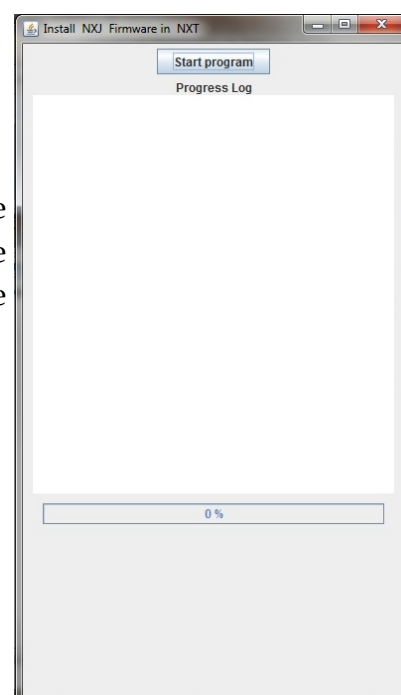 Install NXJ Firmware in NXT
Start program
Progress Log
e
e
e
0 %